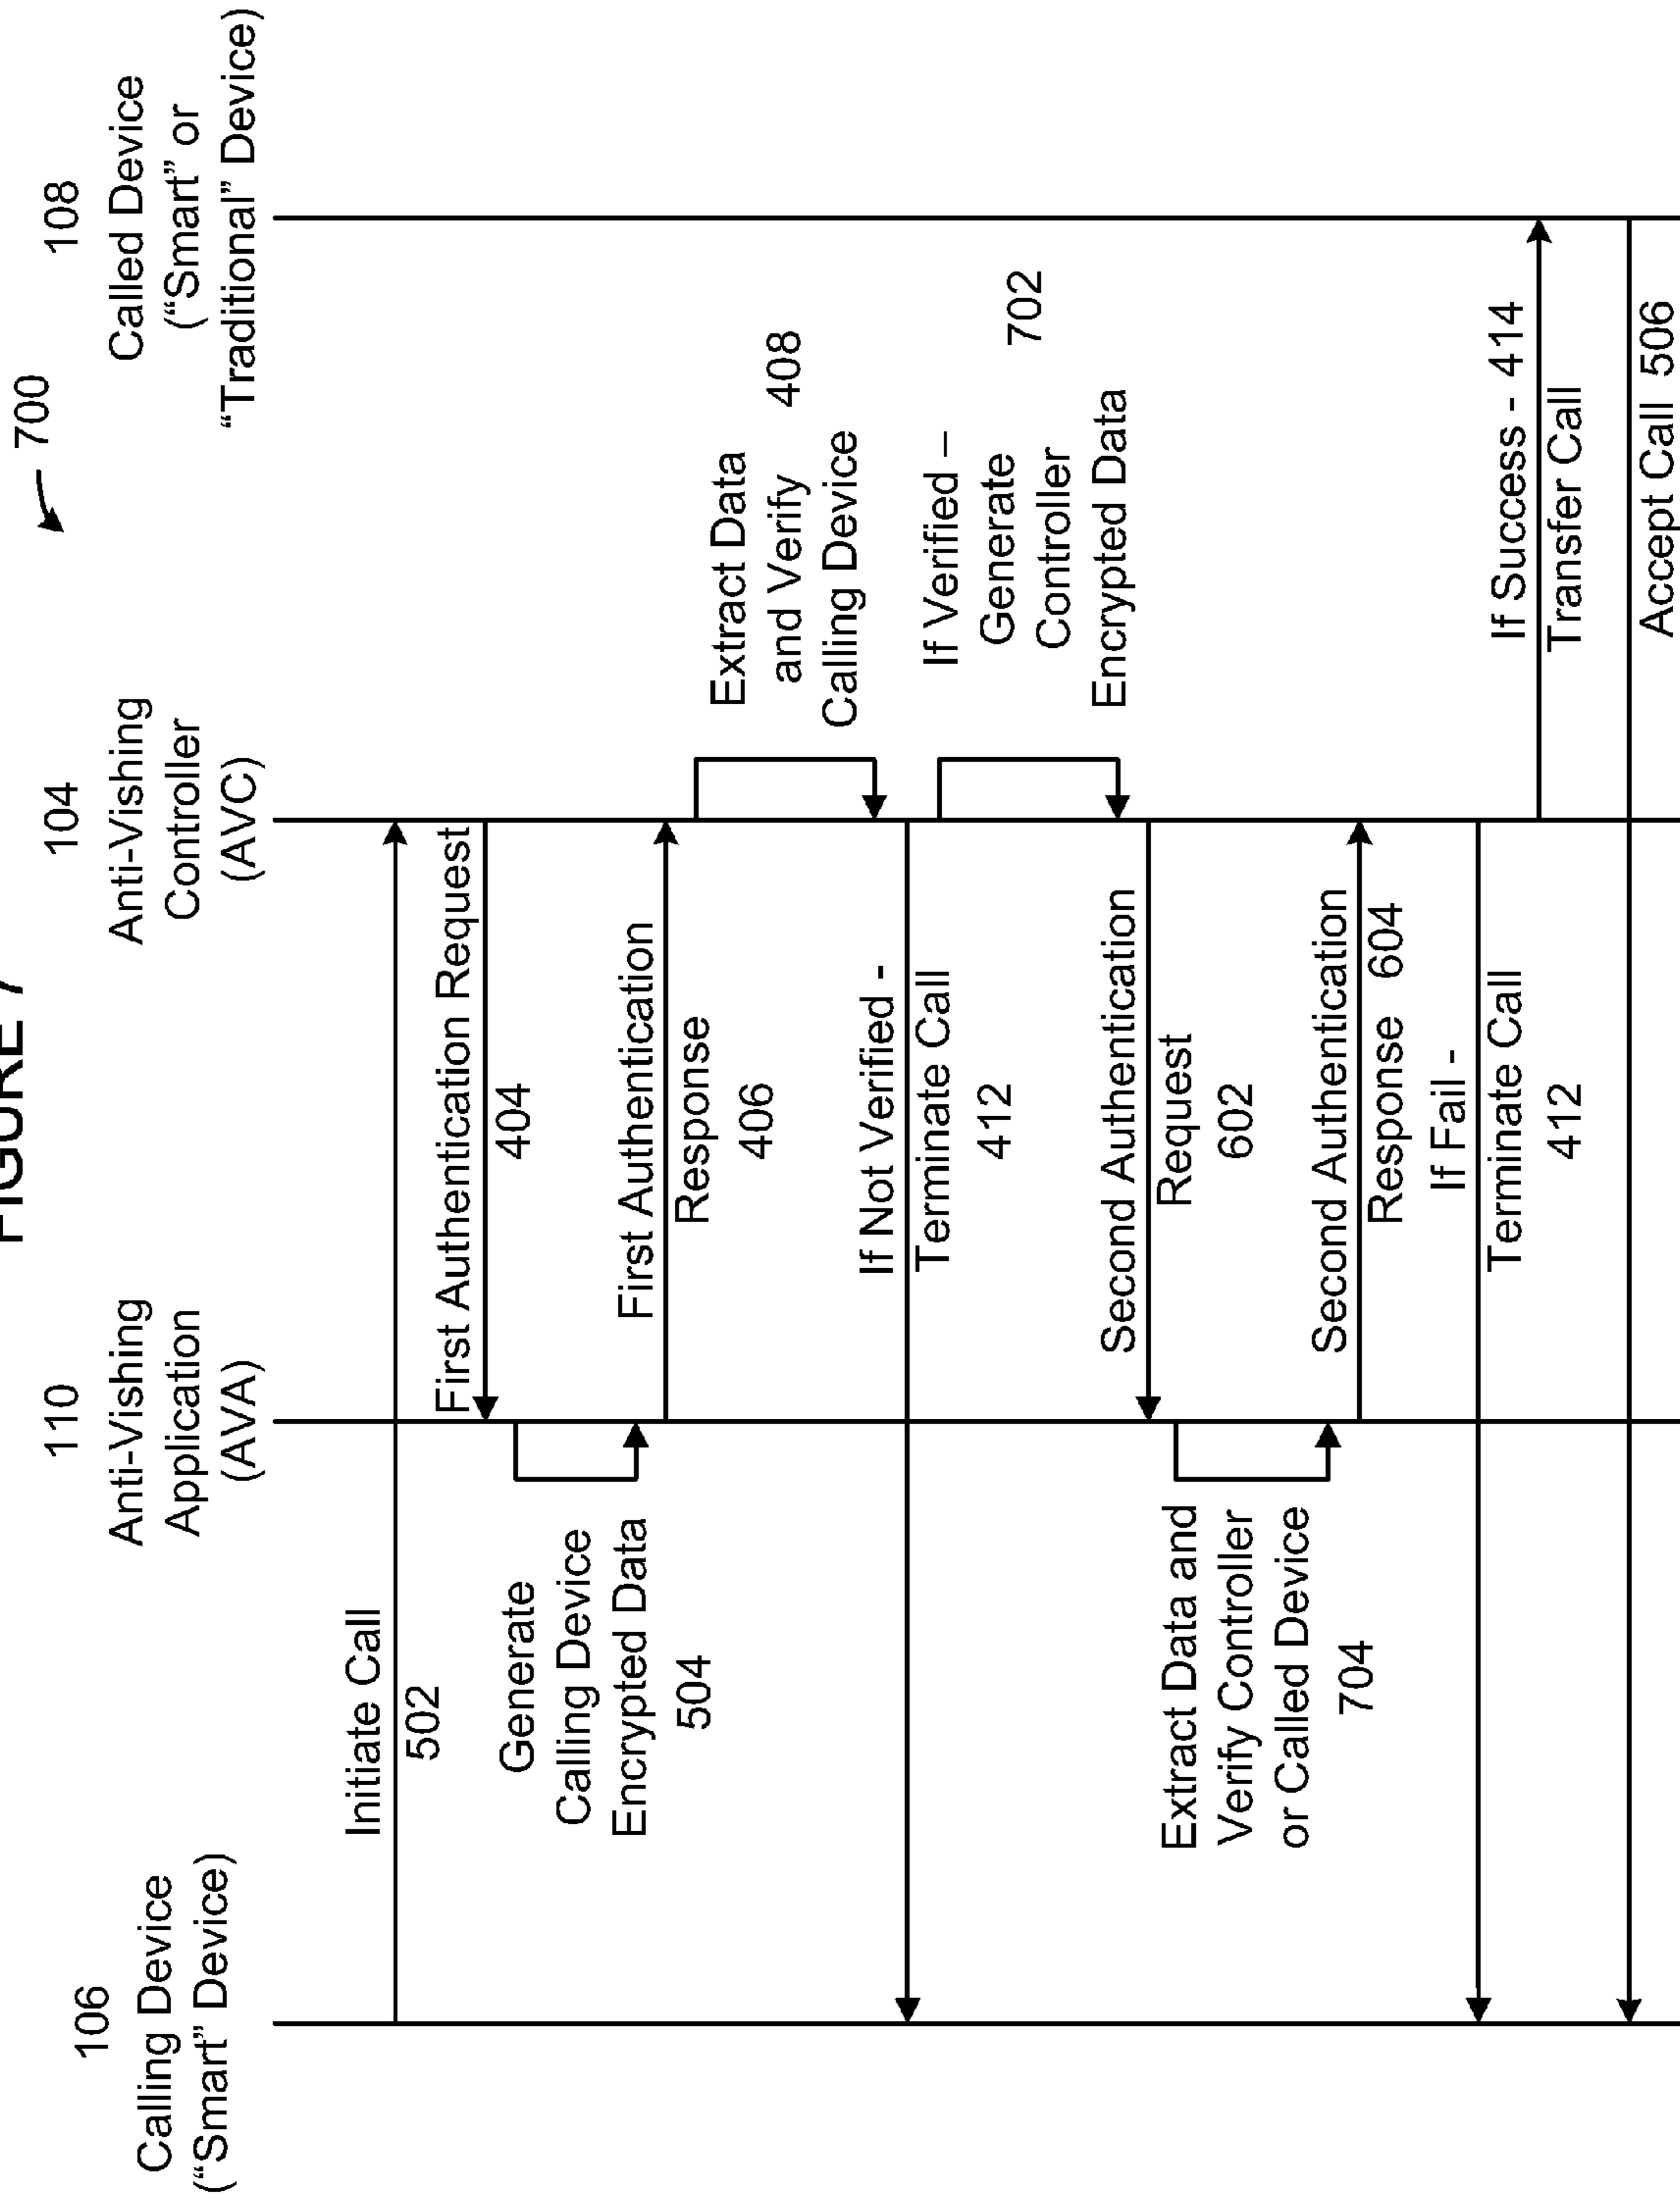 FIGURE 7
700
106
Calling Device
(“Smart” Device)
110
Anti-Vishing
Application
(AVA)
104
Anti-Vishing
Controller
(AVC)
108
Called Device
(“Smart” or
“Traditional” Device)
Initiate Call
502
First Authentication Request
404
Generate
Calling Device
Encrypted Data
504
First Authentication
Response
406
Extract Data
and Verify 408
Calling Device
If Not Verified -
Terminate Call
412
If Verified –
Generate
Controller
Encrypted Data
702
Second Authentication
Request
602
Extract Data and
Verify Controller
or Called Device
704
Second Authentication
Response 604
If Fail -
Terminate Call
412
If Success - 414
Transfer Call
Accept Call 506